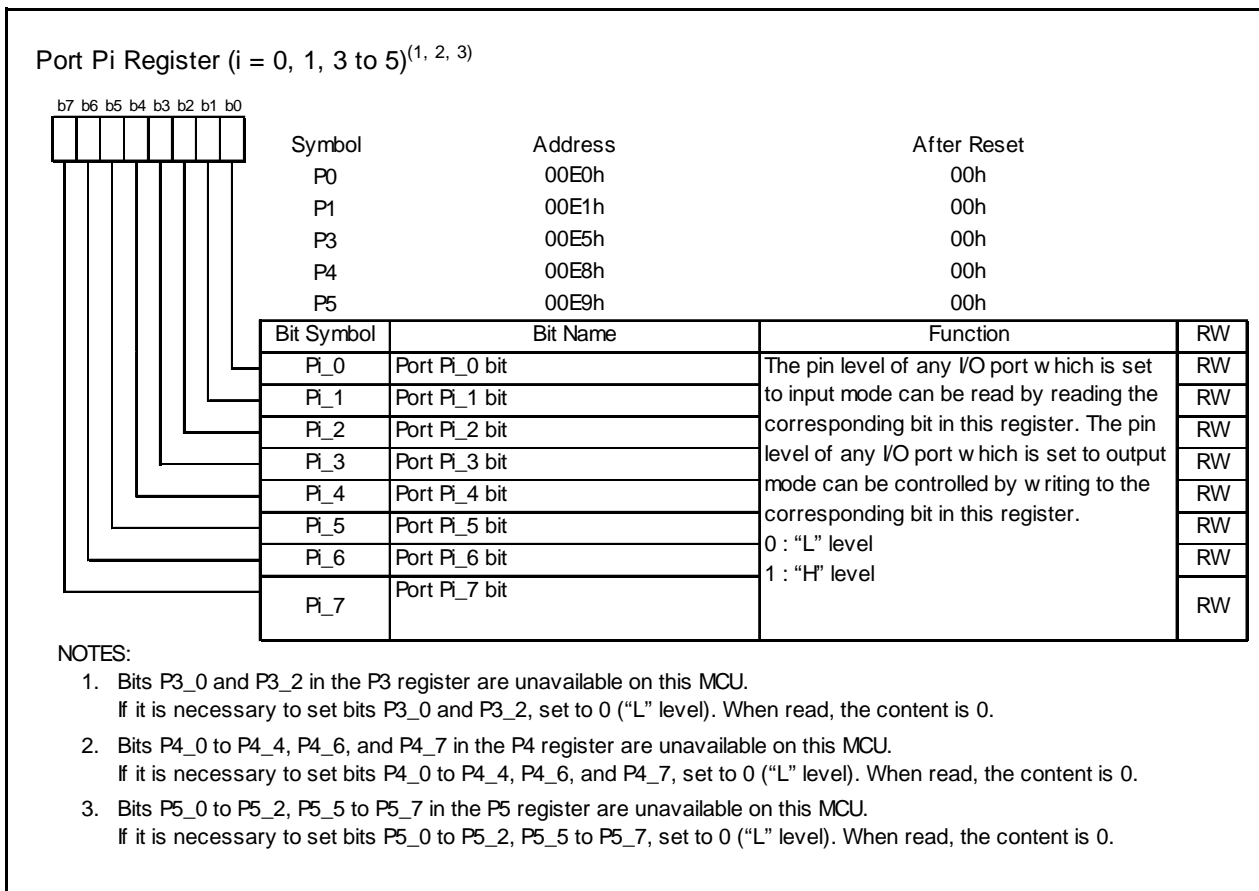 Port Pi Register (i = 0, 1, 3 to 5)(1, 2, 3)
b7 b6 b5 b4 b3 b2 b1 b0
Symbol Address After Reset
P0 00E0h 00h
P1 00E1h 00h
P3 00E5h 00h
P4 00E8h 00h
P5 00E9h 00h
Bit Symbol Bit Name Function RW
Pi_0 Port Pi_0 bit The pin level of any I/O port which is set RW
Pi_1 Port Pi_1 bit to input mode can be read by reading the RW
Pi_2 Port Pi_2 bit corresponding bit in this register. The pin RW
Pi_3 Port Pi_3 bit level of any I/O port which is set to output RW
Pi_4 Port Pi_4 bit mode can be controlled by writing to the RW
Pi_5 Port Pi_5 bit corresponding bit in this register. RW
Pi_6 Port Pi_6 bit 0 : “L” level RW
Pi_7 Port Pi_7 bit 1 : “H” level RW
NOTES:
1. Bits P3_0 and P3_2 in the P3 register are unavailable on this MCU.
If it is necessary to set bits P3_0 and P3_2, set to 0 (“L” level). When read, the content is 0.
2. Bits P4_0 to P4_4, P4_6, and P4_7 in the P4 register are unavailable on this MCU.
If it is necessary to set bits P4_0 to P4_4, P4_6, and P4_7, set to 0 (“L” level). When read, the content is 0.
3. Bits P5_0 to P5_2, P5_5 to P5_7 in the P5 register are unavailable on this MCU.
If it is necessary to set bits P5_0 to P5_2, P5_5 to P5_7, set to 0 (“L” level). When read, the content is 0.